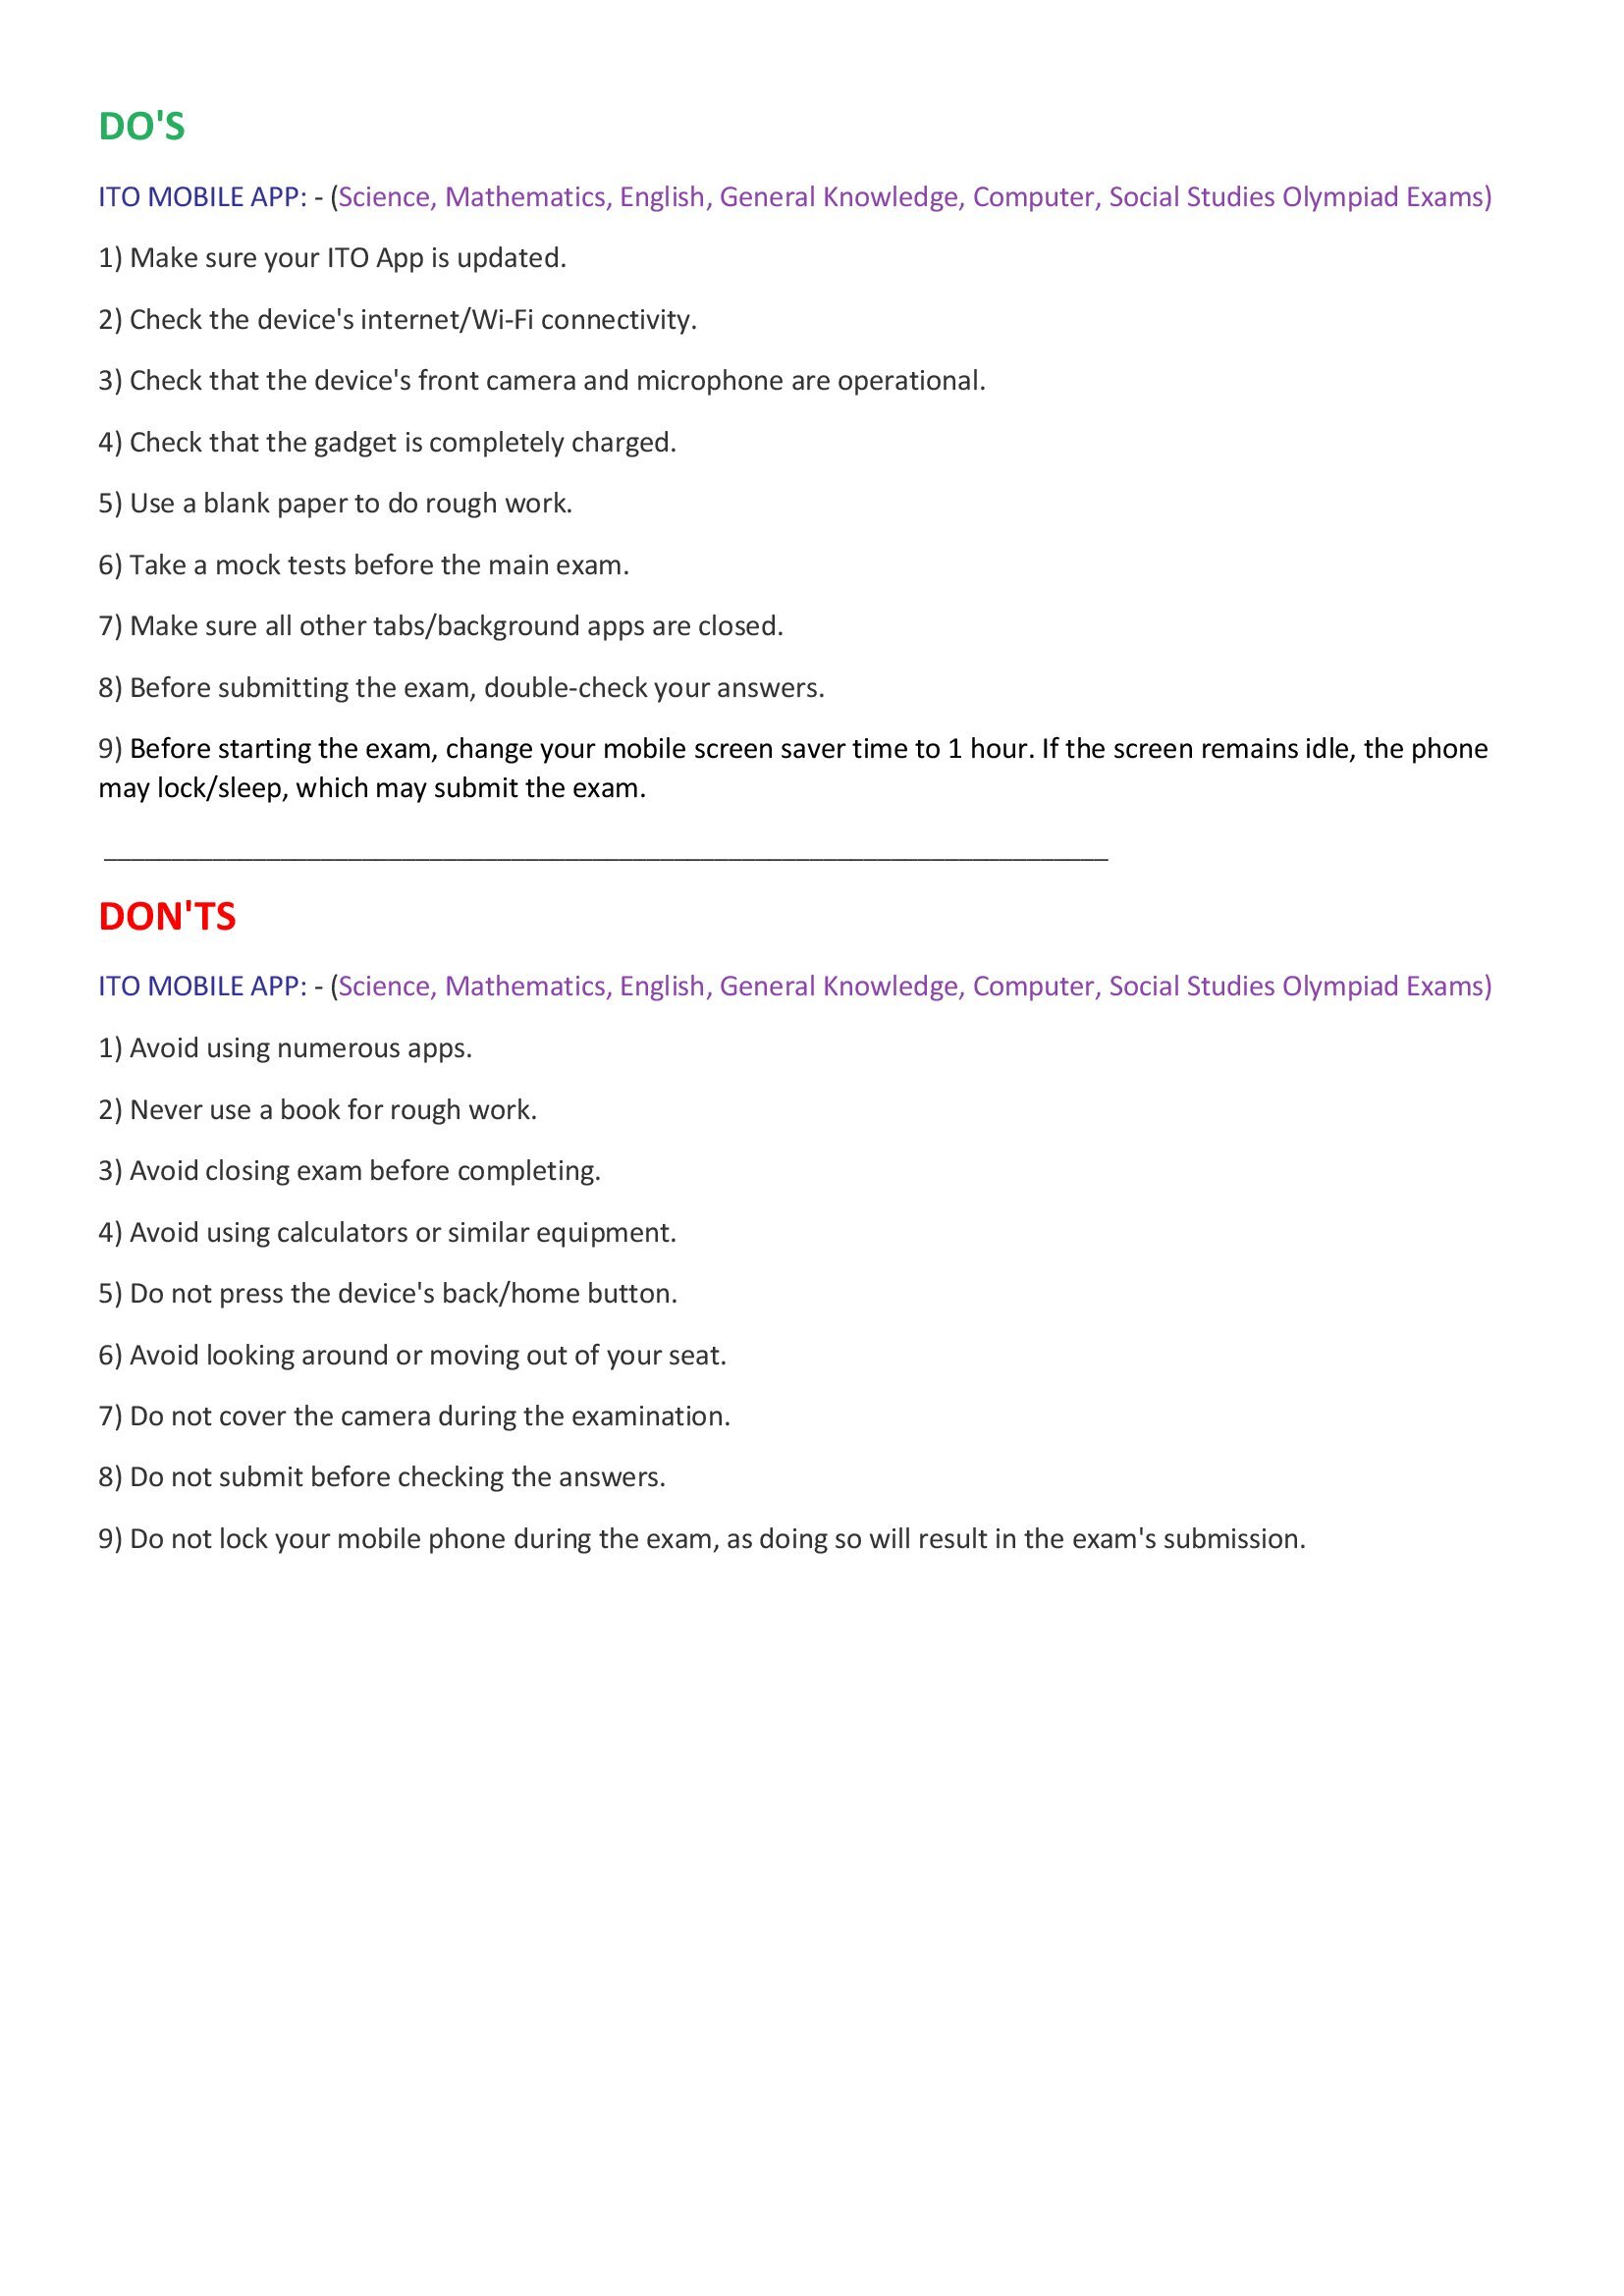 DO'S
ITO MOBILE APP: - (Science, Mathematics, English, General Knowledge, Computer, Social Studies Olympiad Exams)
1) Make sure your ITO App is updated.
2) Check the device's internet/Wi-Fi connectivity.
3) Check that the device's front camera and microphone are operational.
4) Check that the gadget is completely charged.
5) Use a blank paper to do rough work.
6) Take a mock tests before the main exam.
7) Make sure all other tabs/background apps are closed.
8) Before submitting the exam, double-check your answers.
9) Before starting the exam, change your mobile screen saver time to 1 hour. If the screen remains idle, the phone
may lock/sleep, which may submit the exam.
DON'TS
ITO MOBILE APP: - (Science, Mathematics, English, General Knowledge, Computer, Social Studies Olympiad Exams)
1) Avoid using numerous apps.
2) Never use a book for rough work.
3) Avoid closing exam before completing.
4) Avoid using calculators or similar equipment.
5) Do not press the device's back/home button.
6) Avoid looking around or moving out of your seat.
7) Do not cover the camera during the examination.
8) Do not submit before checking the answers.
9) Do not lock your mobile phone during the exam, as doing so will result in the exam's submission.